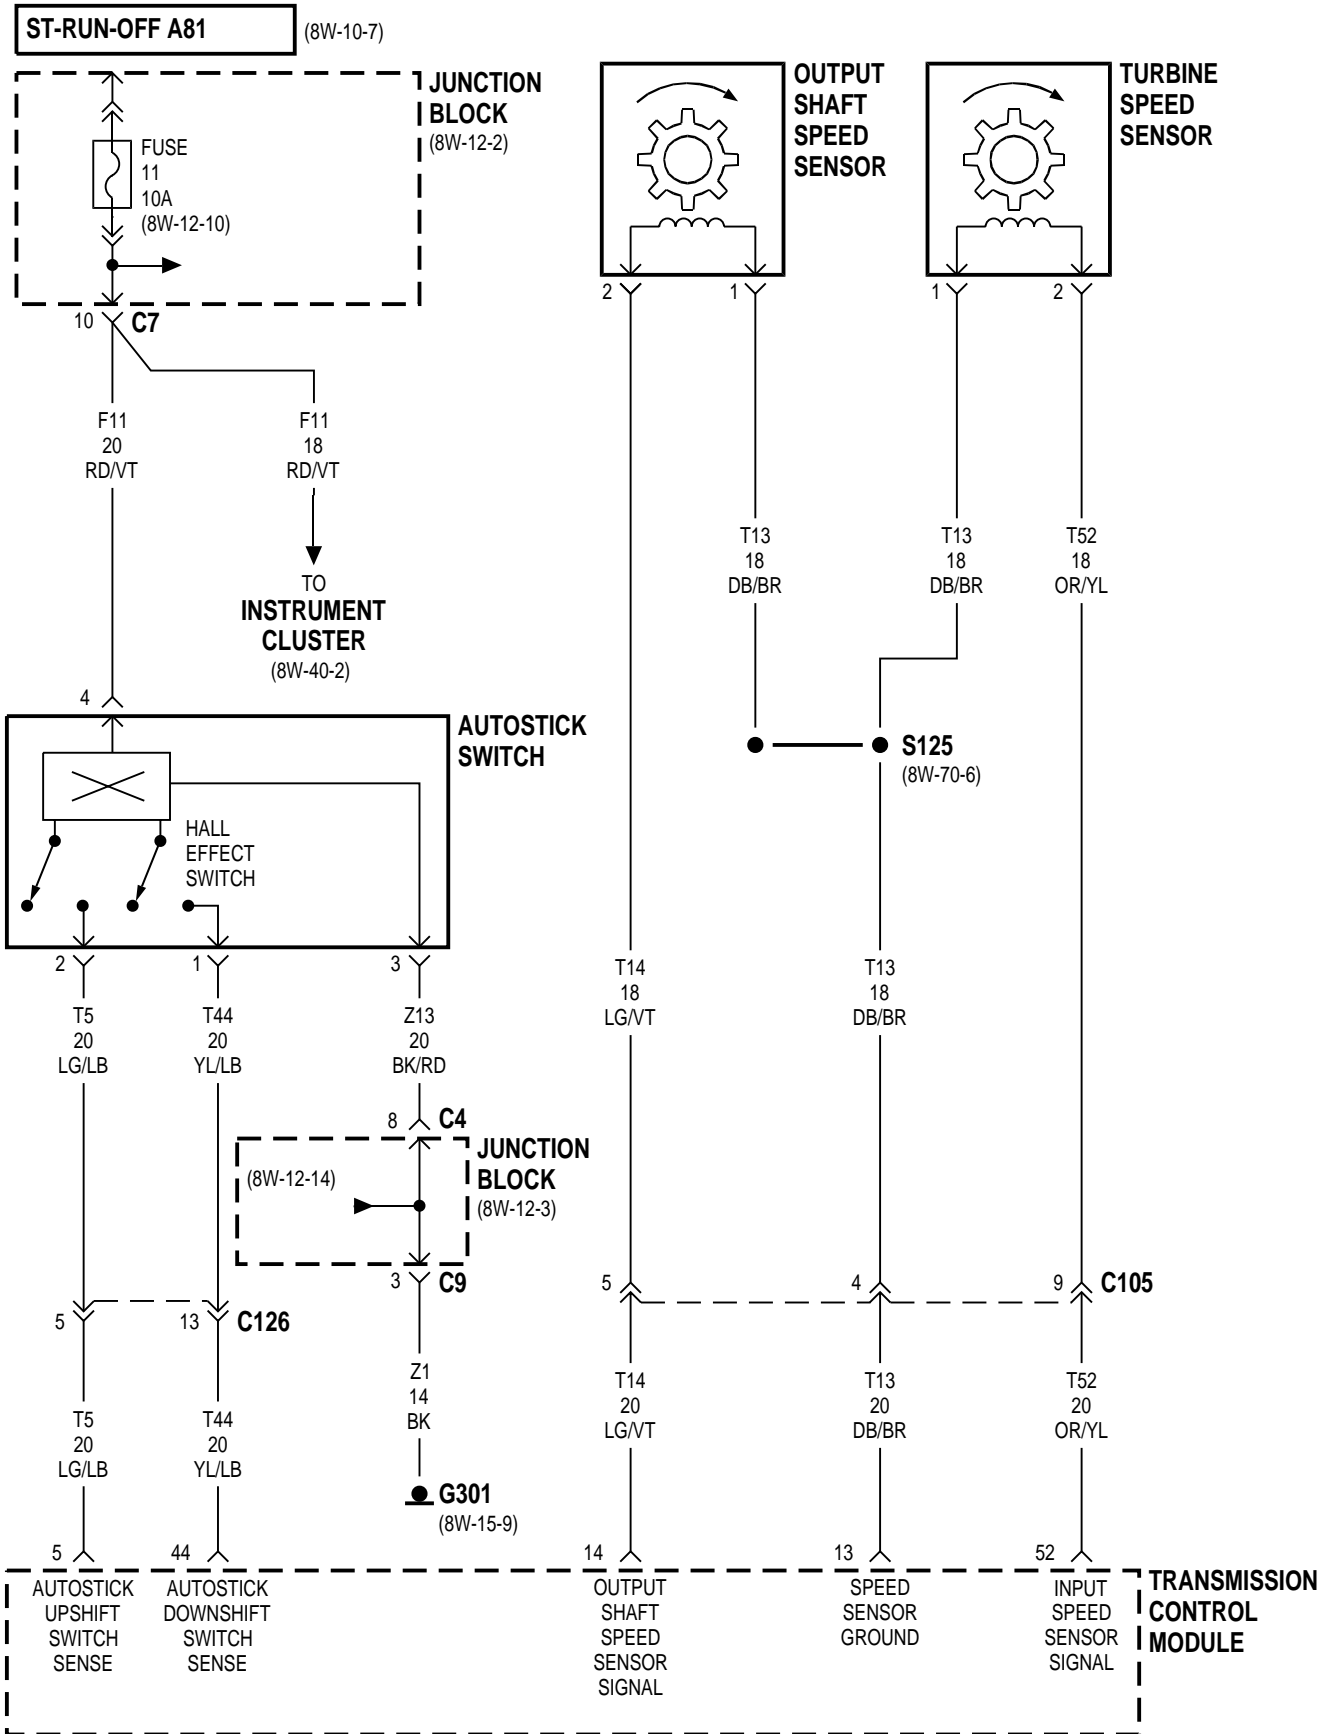 ST-RUN-OFF A81
(8W-10-7)
JUNCTION
BLOCK
(8W-12-2)
FUSE
11
10A
(8W-12-10)
OUTPUT
SHAFT
SPEED
SENSOR
TURBINE
SPEED
SENSOR
10
C7
2
1
1
2
F11
20
RD/VT
F11
18
RD/VT
TO
INSTRUMENT
CLUSTER
(8W-40-2)
T13
18
DB/BR
T13
18
DB/BR
T52
18
OR/YL
4
AUTOSTICK
SWITCH
HALL
EFFECT
SWITCH
S125
(8W-70-6)
2
1
3
T5
20
LG/LB
T44
20
YL/LB
Z13
20
BK/RD
T14
18
LG/VT
T13
18
DB/BR
8
C4
JUNCTION
BLOCK
(8W-12-3)
(8W-12-14)
3
C9
5
13
C126
5
4
9
C105
Z1
14
BK
T5
20
LG/LB
T44
20
YL/LB
T14
20
LG/VT
T13
20
DB/BR
T52
20
OR/YL
G301
(8W-15-9)
5
44
14
13
52
AUTOSTICK
UPSHIFT
SWITCH
SENSE
AUTOSTICK
DOWNSHIFT
SWITCH
SENSE
OUTPUT
SHAFT
SPEED
SENSOR
SIGNAL
SPEED
SENSOR
GROUND
INPUT
SPEED
SENSOR
SIGNAL
TRANSMISSION
CONTROL
MODULE